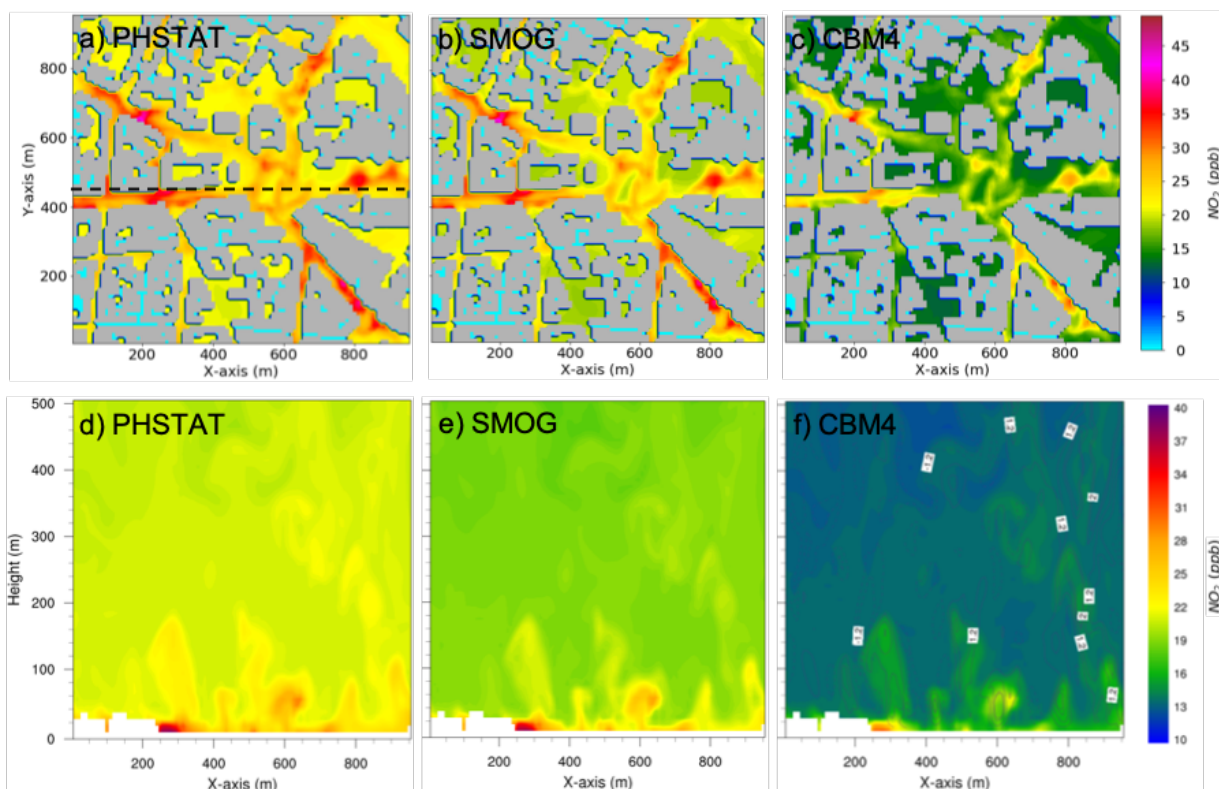 a) PHSTAT
b) SMOG
c) CBM4
800
600
400
200
Y-axis (m)
200 400 600 800
X-axis (m)
200 400 600 800
X-axis (m)
200 400 600 800
X-axis (m)
45
40
35
30
25
20
15
10
5
0
NO₂ (ppb)
d) PHSTAT
e) SMOG
f) CBM4
500
400
300
200
100
0
Height (m)
200 400 600 800
X-axis (m)
200 400 600 800
X-axis (m)
200 400 600 800
X-axis (m)
40
37
34
31
28
25
22
19
16
13
10
NO₂ (ppb)